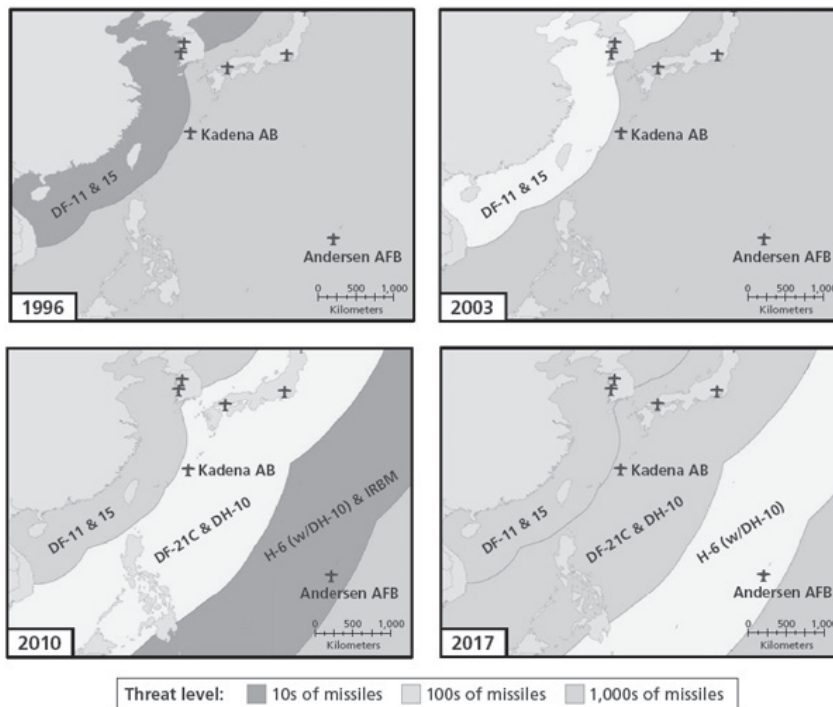 Kadena AB
DF-11 & 15
Andersen AFB
0 500 1,000
Kilometers
1996
Kadena AB
DF-11 & 15
Andersen AFB
0 500 1,000
Kilometers
2003
Kadena AB
DF-11 & 15
DF-21C & DH-10
H-6 (w/DH-10) & IRBM
Andersen AFB
0 500 1,000
Kilometers
2010
Kadena AB
DF-11 & 15
DF-21C & DH-10
H-6 (w/DH-10)
Andersen AFB
0 500 1,000
Kilometers
2017
Threat level: 10s of missiles 100s of missiles 1,000s of missiles